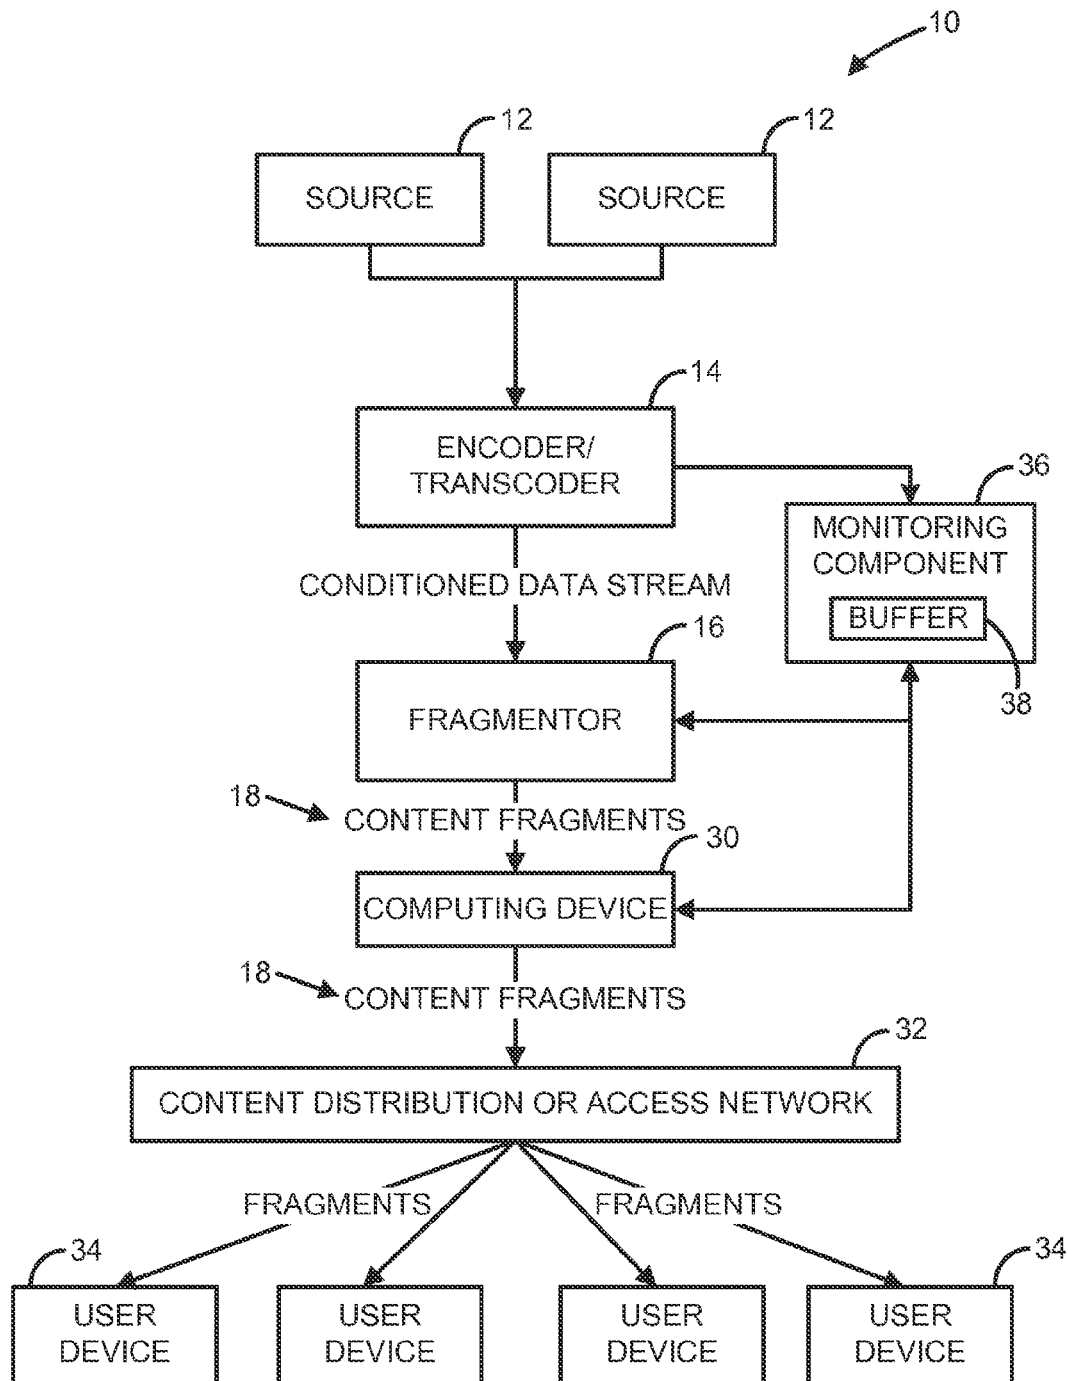 10
12
12
SOURCE
SOURCE
14
ENCODER/
TRANSCODER
36
MONITORING
COMPONENT
BUFFER
38
CONDITIONED DATA STREAM
16
FRAGMENTOR
18
CONTENT FRAGMENTS
30
COMPUTING DEVICE
18
CONTENT FRAGMENTS
32
CONTENT DISTRIBUTION OR ACCESS NETWORK
FRAGMENTS
FRAGMENTS
34
34
USER
DEVICE
USER
DEVICE
USER
DEVICE
USER
DEVICE